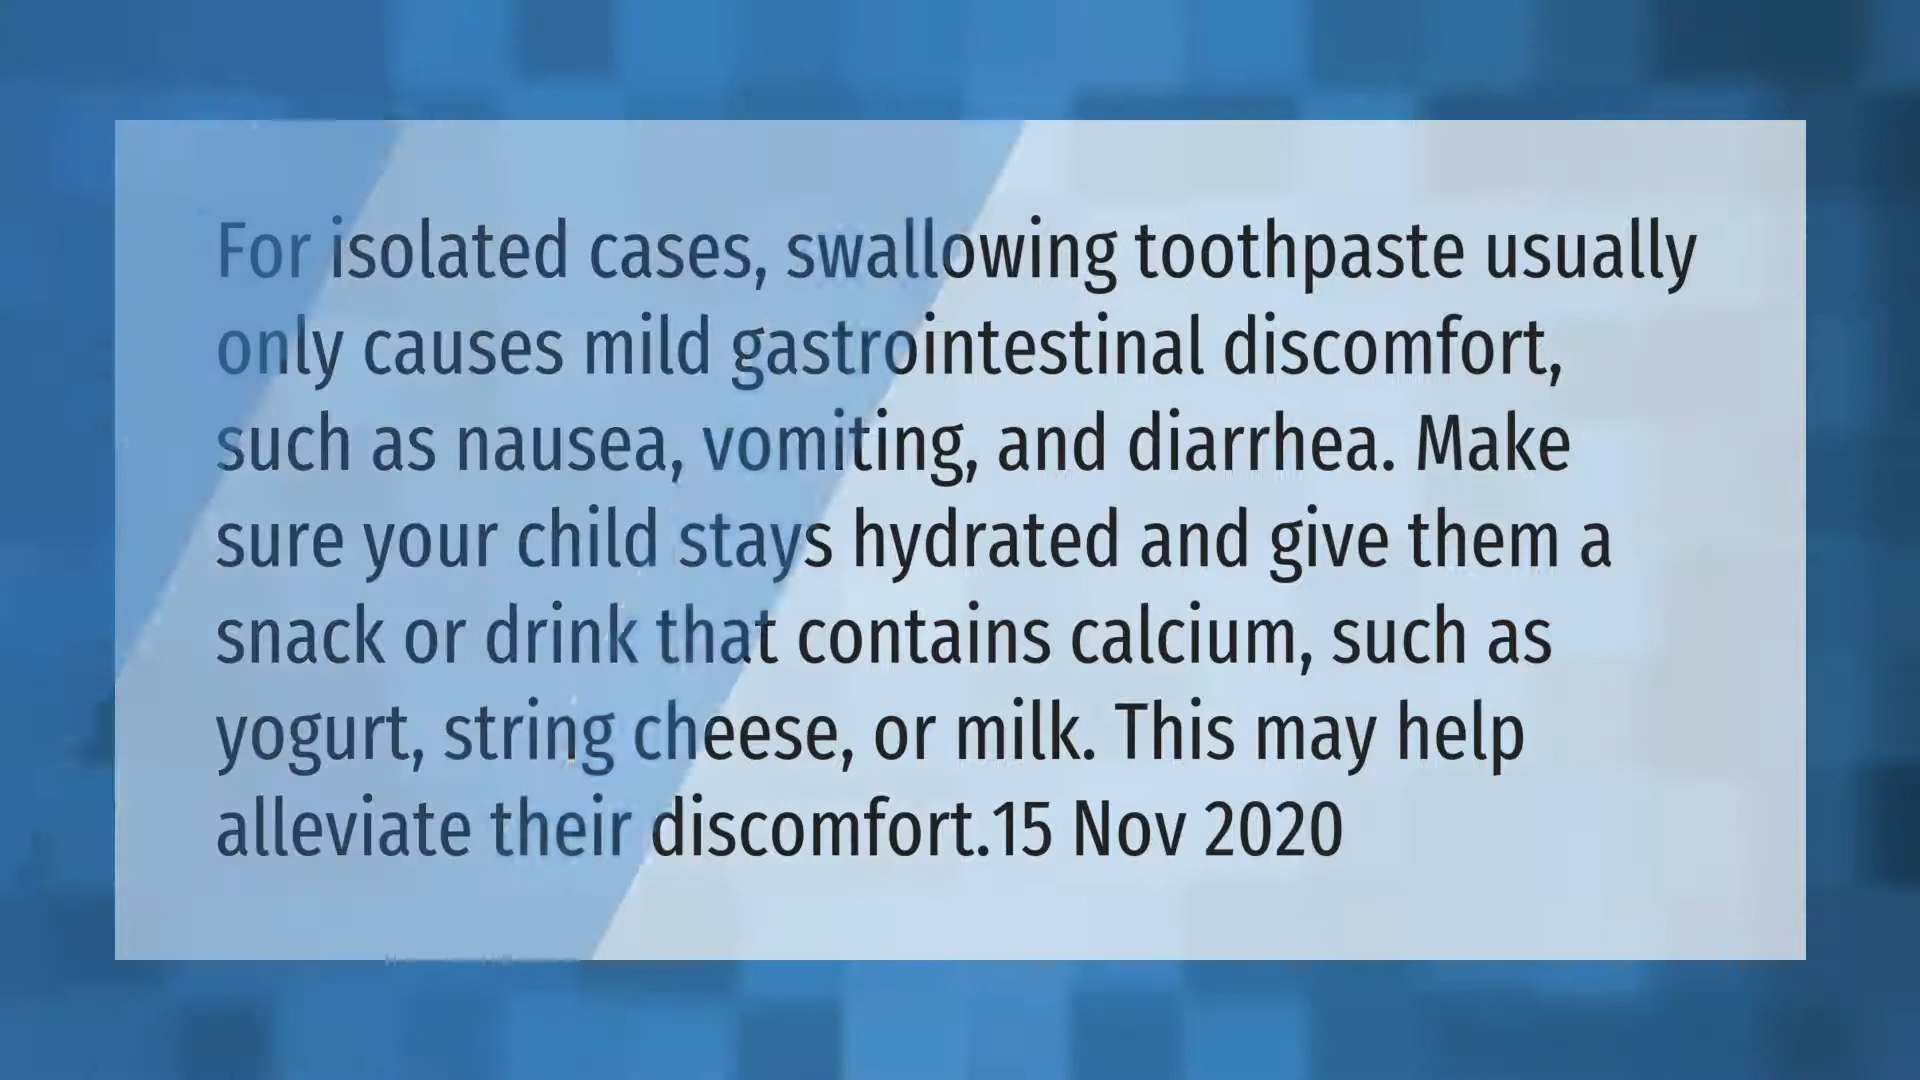 For isolated cases, swallowing toothpaste usually
only causes mild gastrointestinal discomfort,
such as nausea, vomiting, and diarrhea. Make
sure your child stays hydrated and give them a
snack or drink that contains calcium, such as
yogurt, string cheese, or milk. This may help
alleviate their discomfort.15 Nov 2020